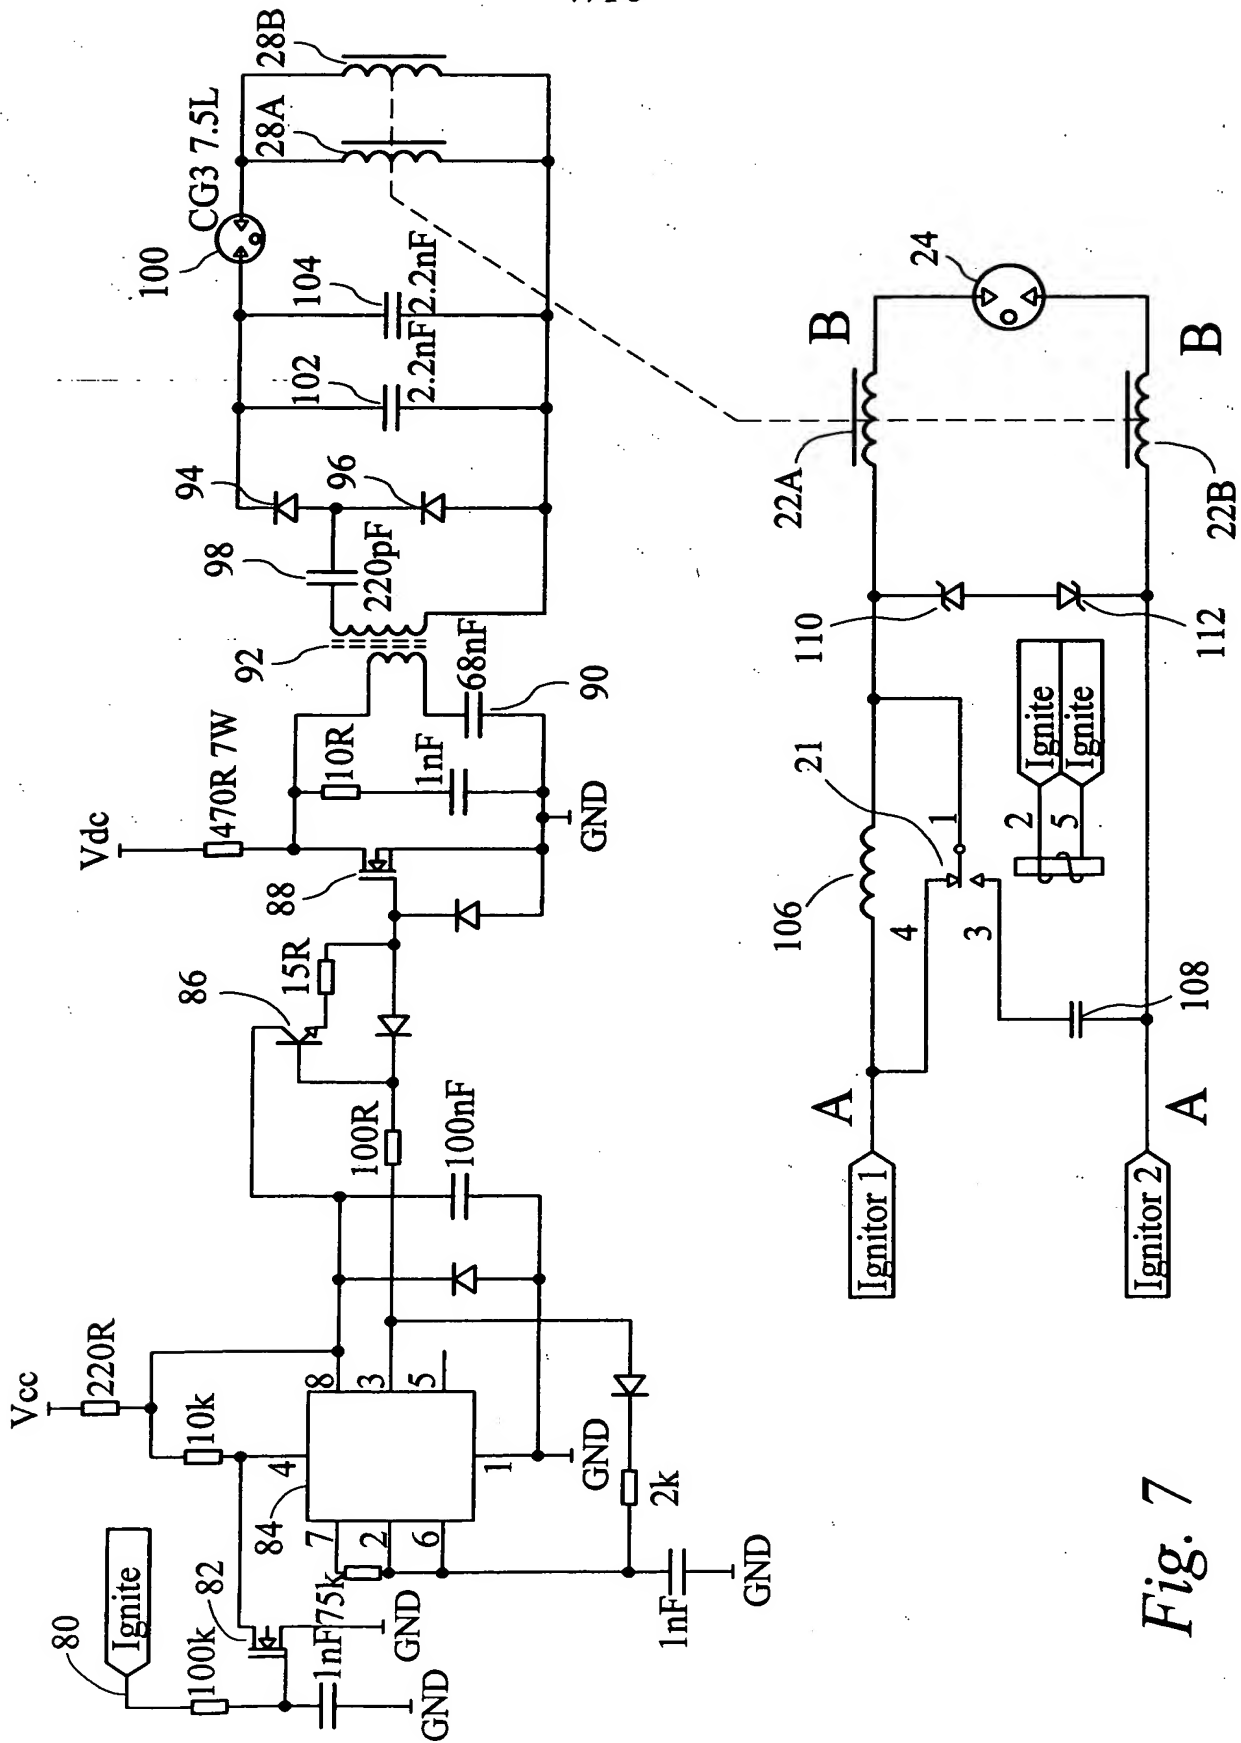 80
Ignite
100k
82
1nF
GND
GND
Vcc
220R
10k
84
4
8
3
5
7
2
6
1
75k
GND
2k
1nF
GND
100nF
100R
86
15R
88
Vdc
470R 7W
10R
1nF
GND
68nF
90
92
98
220pF
94
96
102
2.2nF
104
2.2nF
100
CG3 7.5L
28A
28B
Ignitor 1
A
Ignitor 2
A
106
4
3
1
21
108
2
5
Ignite
Ignite
110
112
22A
B
22B
B
24
Fig. 7